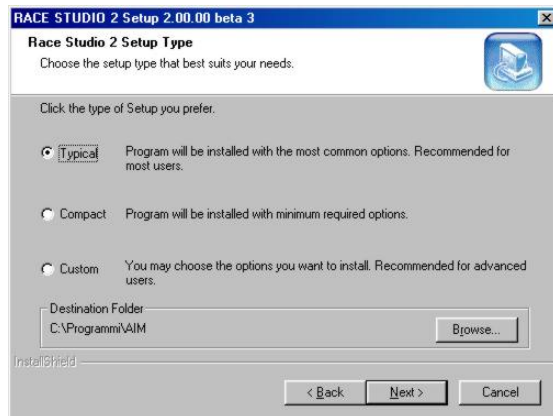 RACE STUDIO 2 Setup 2.00.00 beta 3
Race Studio 2 Setup Type
Choose the setup type that best suits your needs.
Click the type of Setup you prefer.
Typical Program will be installed with the most common options. Recommended for
most users.
Compact Program will be installed with minimum required options.
Custom You may choose the options you want to install. Recommended for advanced
users.
Destination Folder
C:\Programmi\AIM
Browse...
InstallShield
< Back Next > Cancel